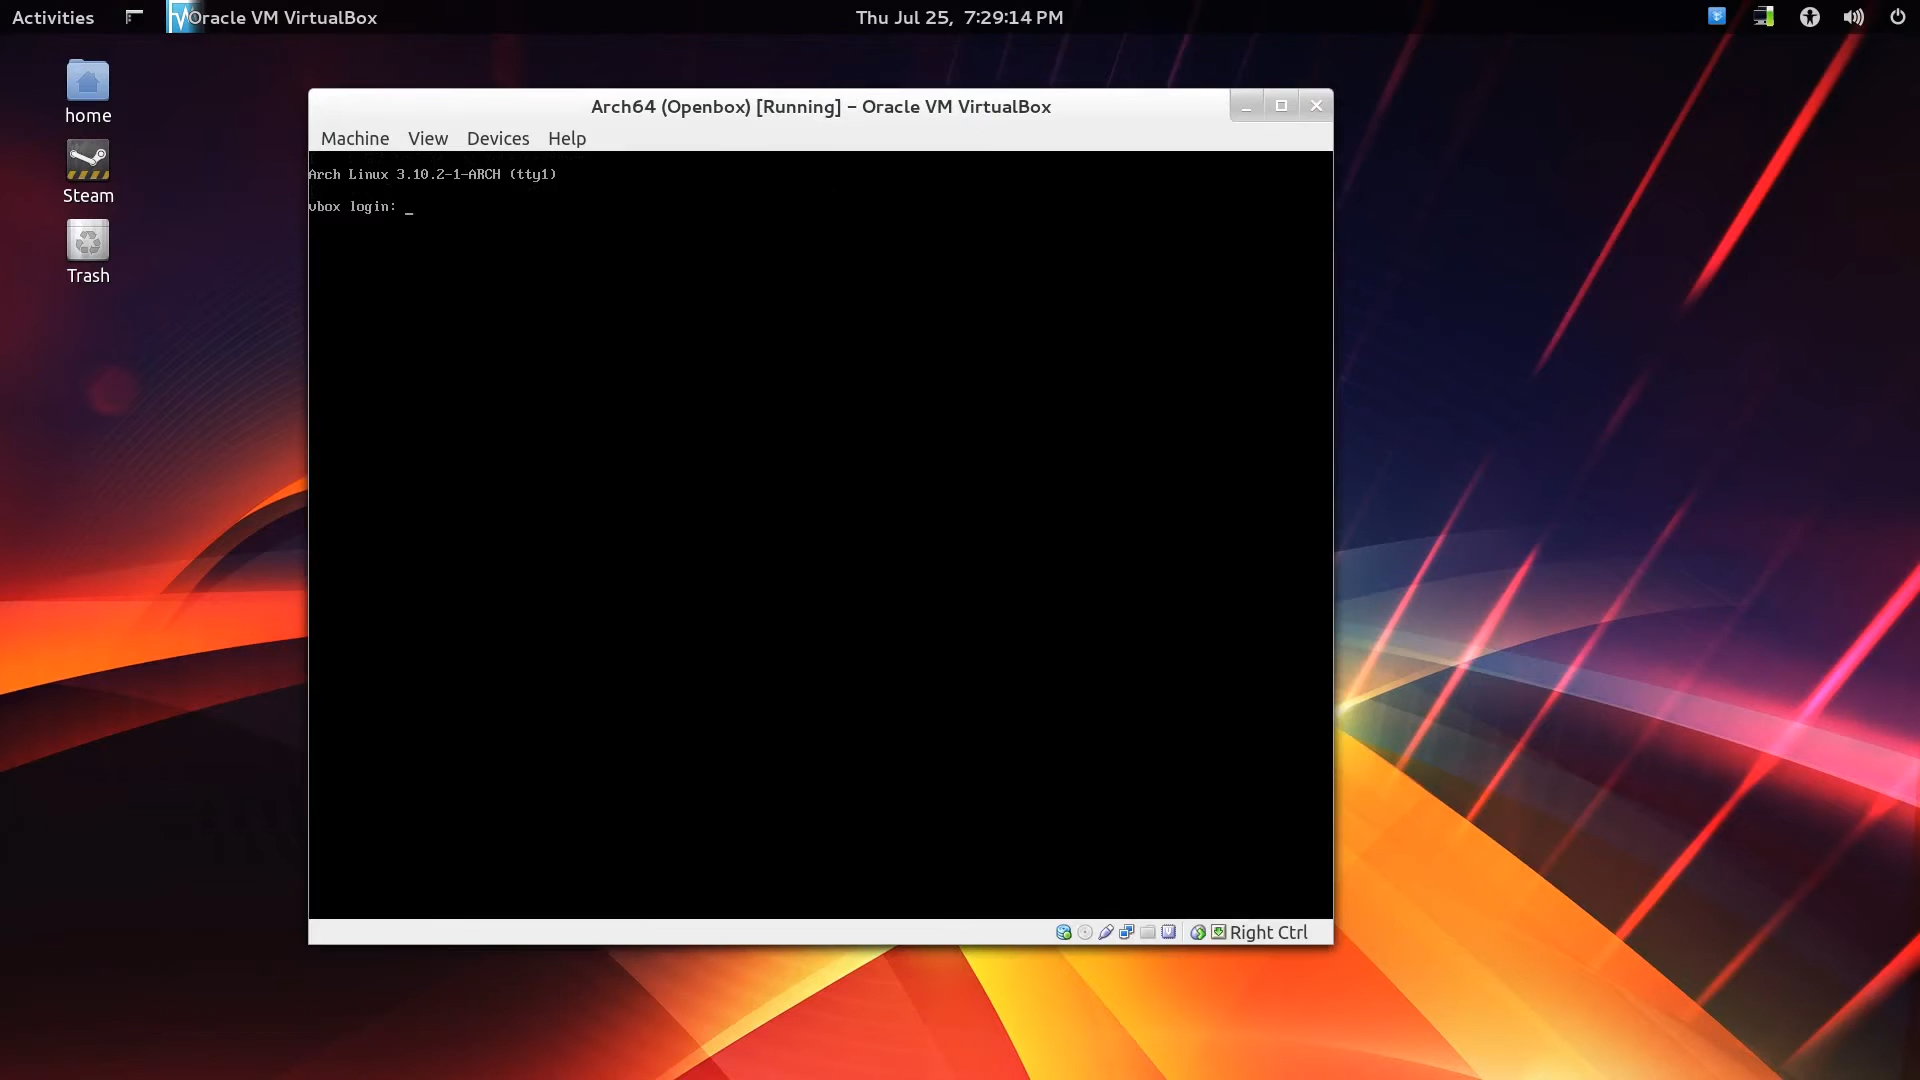 Activities
Oracle VM VirtualBox
Thu Jul 25, 7:29:14 PM
home
Steam
Trash
Arch64 (Openbox) [Running] – Oracle VM VirtualBox
Machine View Devices Help
Arch Linux 3.10.2-1-ARCH (tty1)
vbox login: _
Right Ctrl